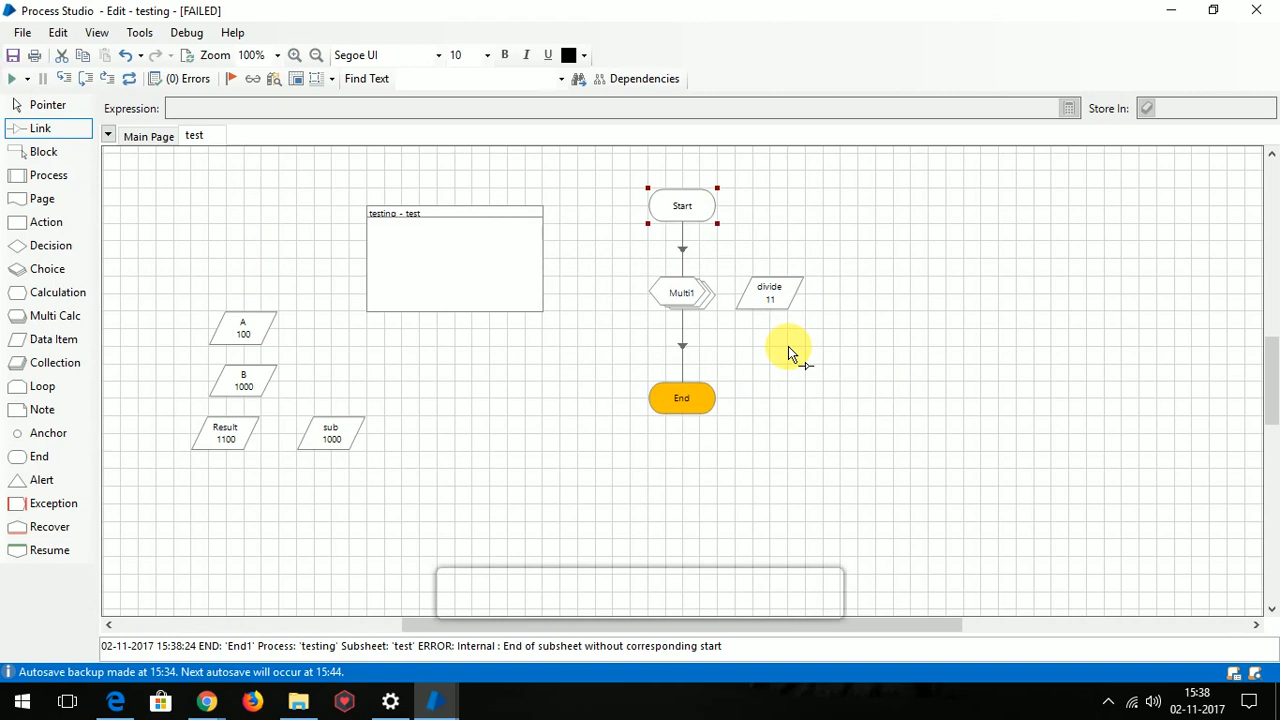 Process Studio - Edit - testing - [FAILED]
File Edit View Tools Debug Help
Zoom 100% Segoe UI 10 B I U
(0) Errors Find Text Dependencies
Pointer
Link
Block
Process
Page
Action
Decision
Choice
Calculation
Multi Calc
Data Item
Collection
Loop
Note
Anchor
End
Alert
Exception
Recover
Resume
Expression: Store In:
Main Page test
testing - test
Start
Multi1
divide
11
End
A
100
B
1000
Result
1100
sub
1000
02-11-2017 15:38:24 END: 'End1' Process: 'testing' Subsheet: 'test' ERROR: Internal : End of subsheet without corresponding start
Autosave backup made at 15:34. Next autosave will occur at 15:44.
15:38
02-11-2017